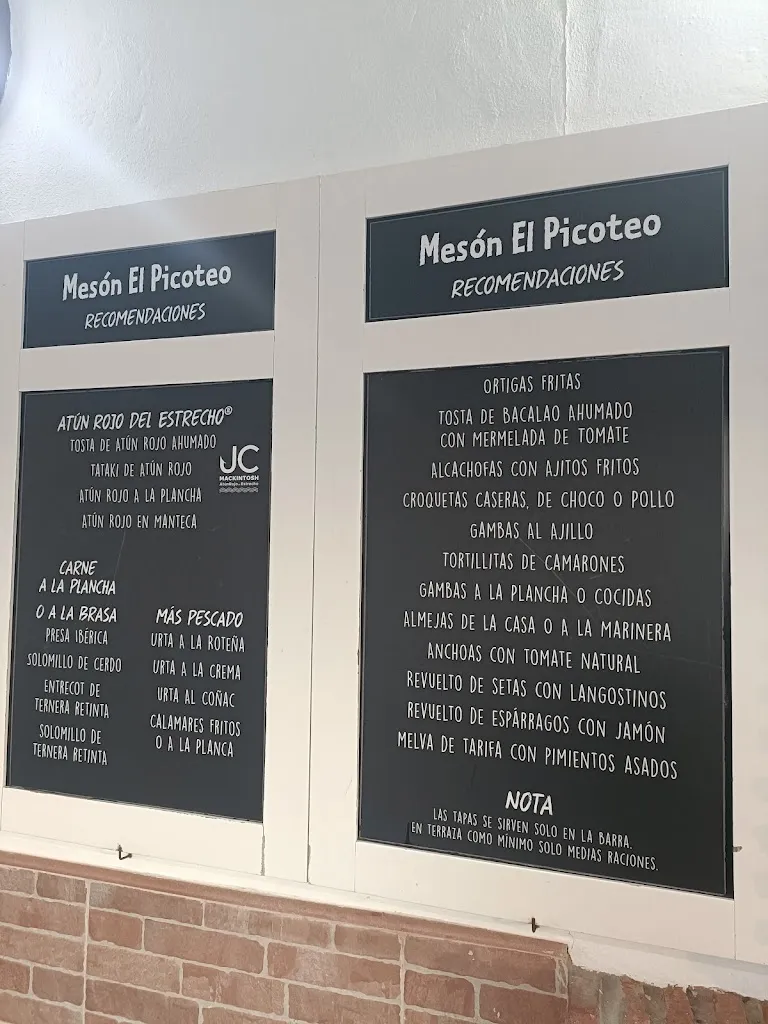 Mesón El Picoteo
RECOMENDACIONES
ATÚN ROJO DEL ESTRECHO®
TOSTA DE ATÚN ROJO AHUMADO
TATAKI DE ATÚN ROJO
ATÚN ROJO A LA PLANCHA
ATÚN ROJO EN MANTECA
JC
MACKINTOSH
AtúnRojo del Estrecho
CARNE
A LA PLANCHA
O A LA BRASA
PRESA IBÉRICA
SOLOMILLO DE CERDO
ENTRECOT DE
TERNERA RETINTA
SOLOMILLO DE
TERNERA RETINTA
MÁS PESCADO
URTA A LA ROTEÑA
URTA A LA CREMA
URTA AL COÑAC
CALAMARES FRITOS
O A LA PLANCA
Mesón El Picoteo
RECOMENDACIONES
ORTIGAS FRITAS
TOSTA DE BACALAO AHUMADO
CON MERMELADA DE TOMATE
ALCACHOFAS CON AJITOS FRITOS
CROQUETAS CASERAS, DE CHOCO O POLLO
GAMBAS AL AJILLO
TORTILLITAS DE CAMARONES
GAMBAS A LA PLANCHA O COCIDAS
ALMEJAS DE LA CASA O A LA MARINERA
ANCHOAS CON TOMATE NATURAL
REVUELTO DE SETAS CON LANGOSTINOS
REVUELTO DE ESPÁRRAGOS CON JAMÓN
MELVA DE TARIFA CON PIMIENTOS ASADOS
NOTA
LAS TAPAS SE SIRVEN SOLO EN LA BARRA.
EN TERRAZA COMO MÍNIMO SOLO MEDIAS RACIONES.